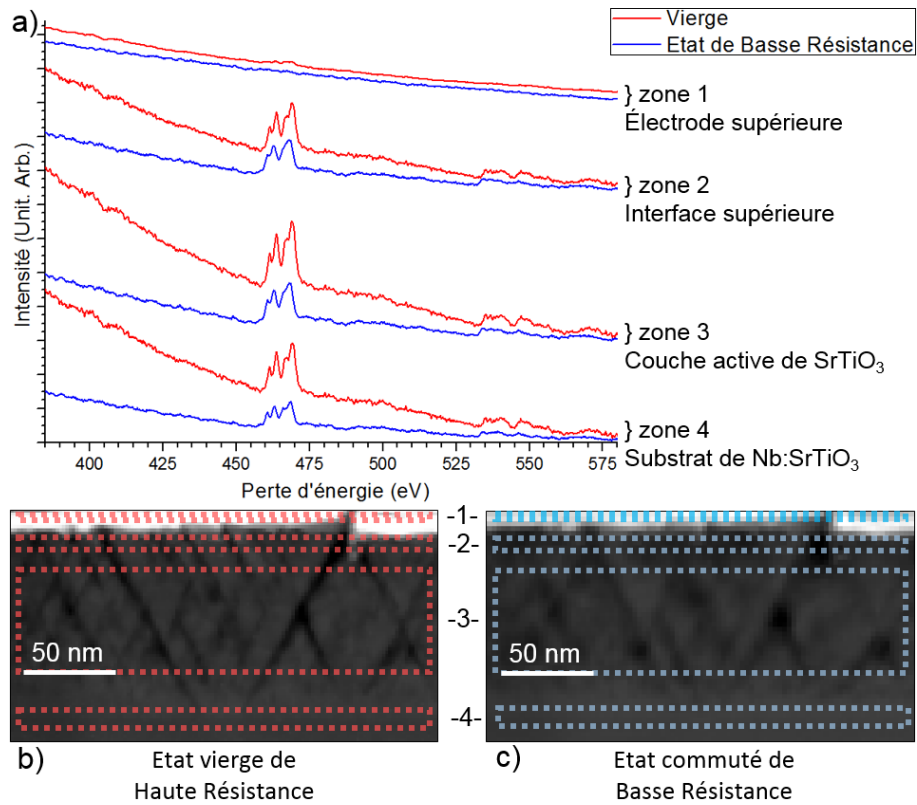 a)
Vierge
Etat de Basse Résistance
} zone 1
Électrode supérieure
} zone 2
Interface supérieure
} zone 3
Couche active de SrTiO₃
} zone 4
Substrat de Nb:SrTiO₃
Intensité (Unit. Arb.)
400 425 450 475 500 525 550 575
Perte d'énergie (eV)
-1-
-2-
-3-
-4-
50 nm
50 nm
b)
Etat vierge de
Haute Résistance
c)
Etat commuté de
Basse Résistance